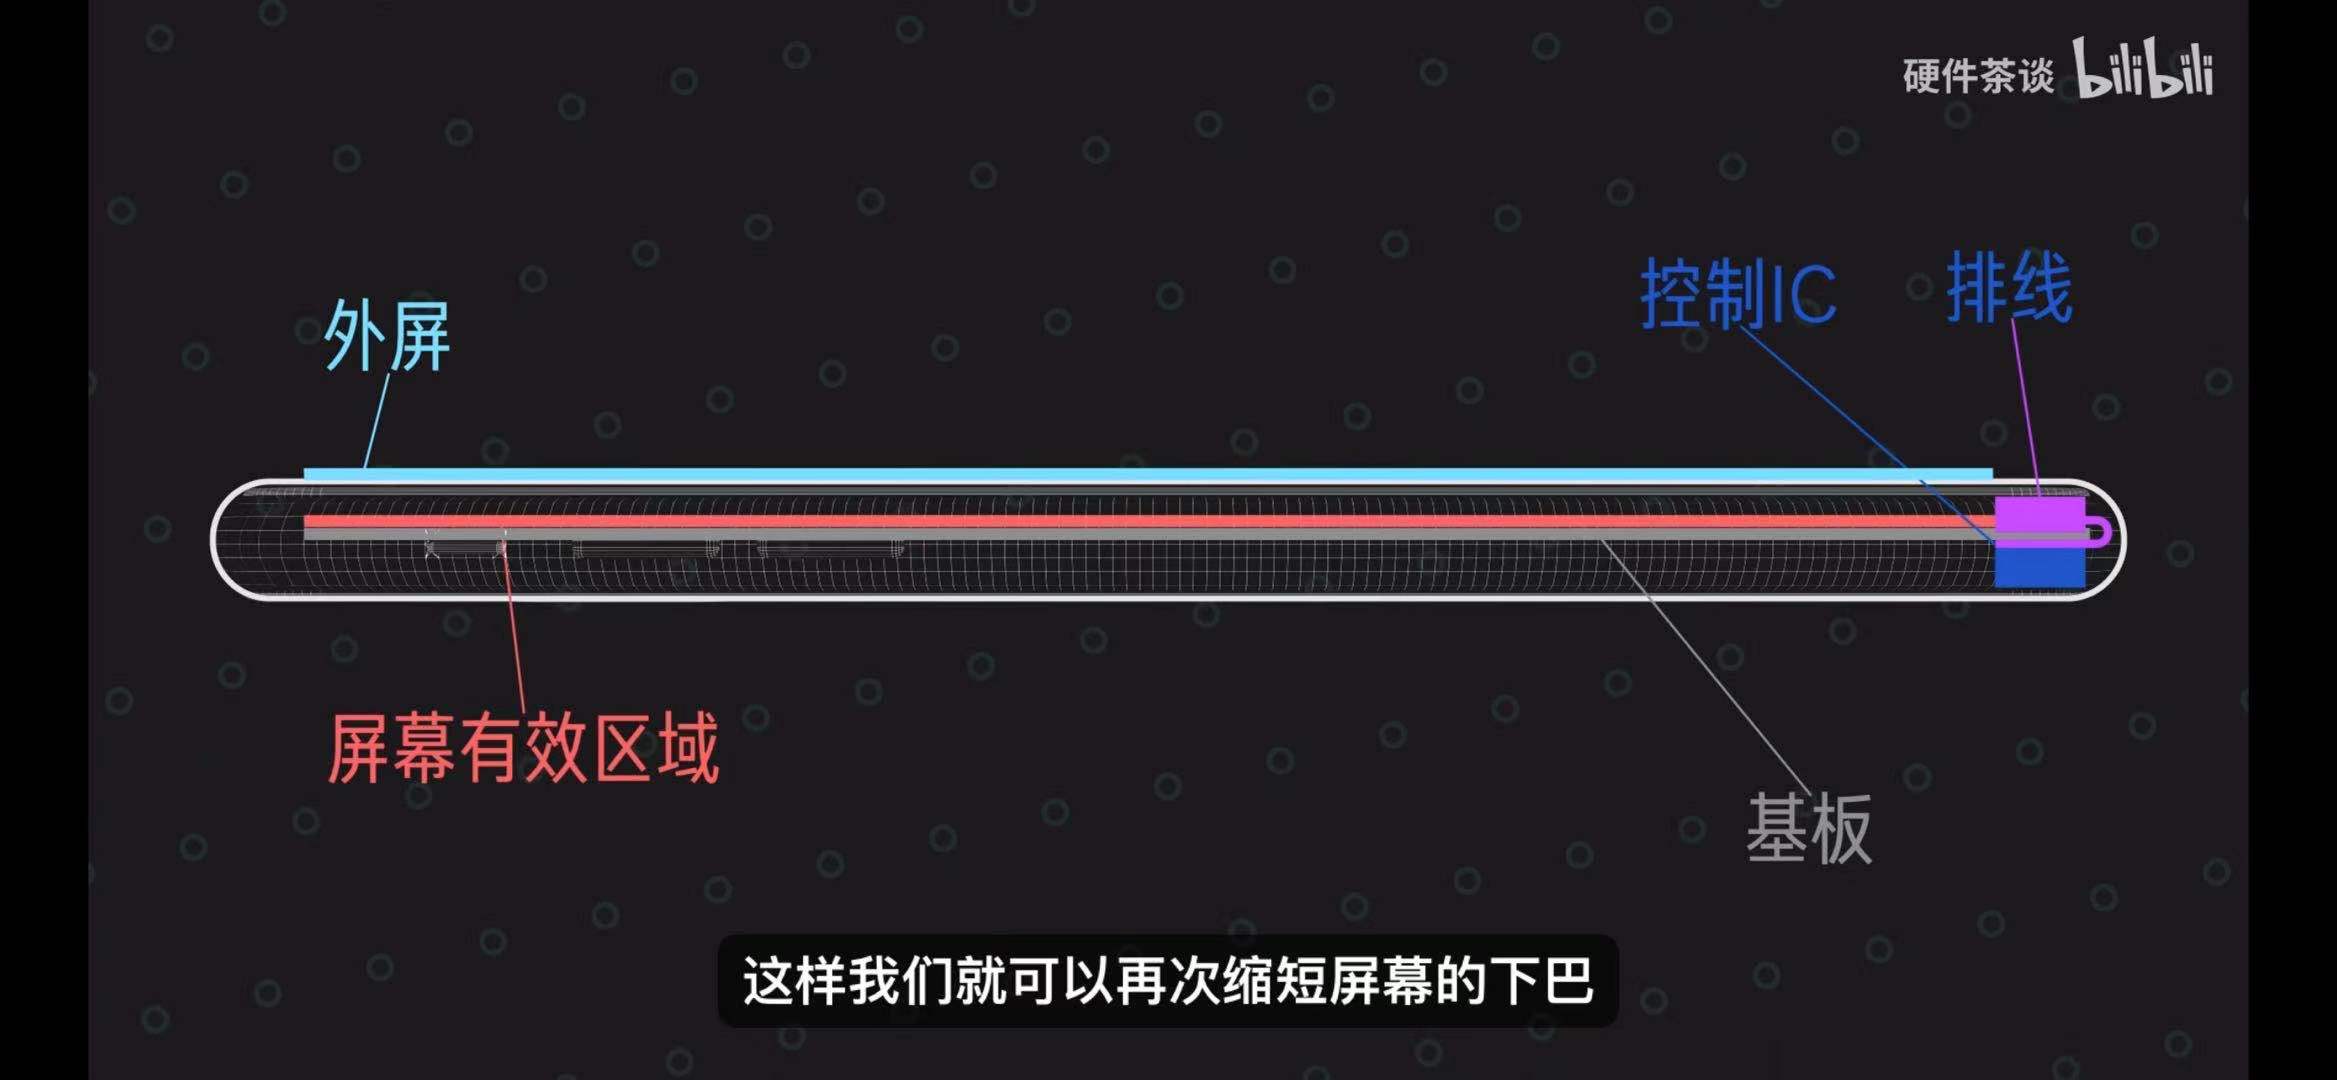 硬件茶谈 bilibili
控制IC 排线
外屏
屏幕有效区域
基板
这样我们就可以再次缩短屏幕的下巴